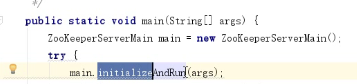 */
public static void main(String[] args) {
ZooKeeperServerMain main = new ZooKeeperServerMain();
try {
main.initializeAndRun(args);